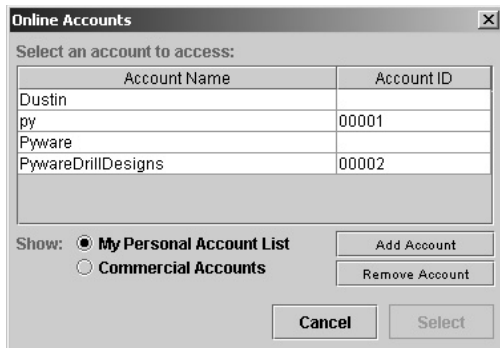 Online Accounts
Select an account to access:
Account Name Account ID
Dustin
py 00001
Pyware
PywareDrillDesigns 00002
Show: My Personal Account List Add Account
Commercial Accounts Remove Account
Cancel Select